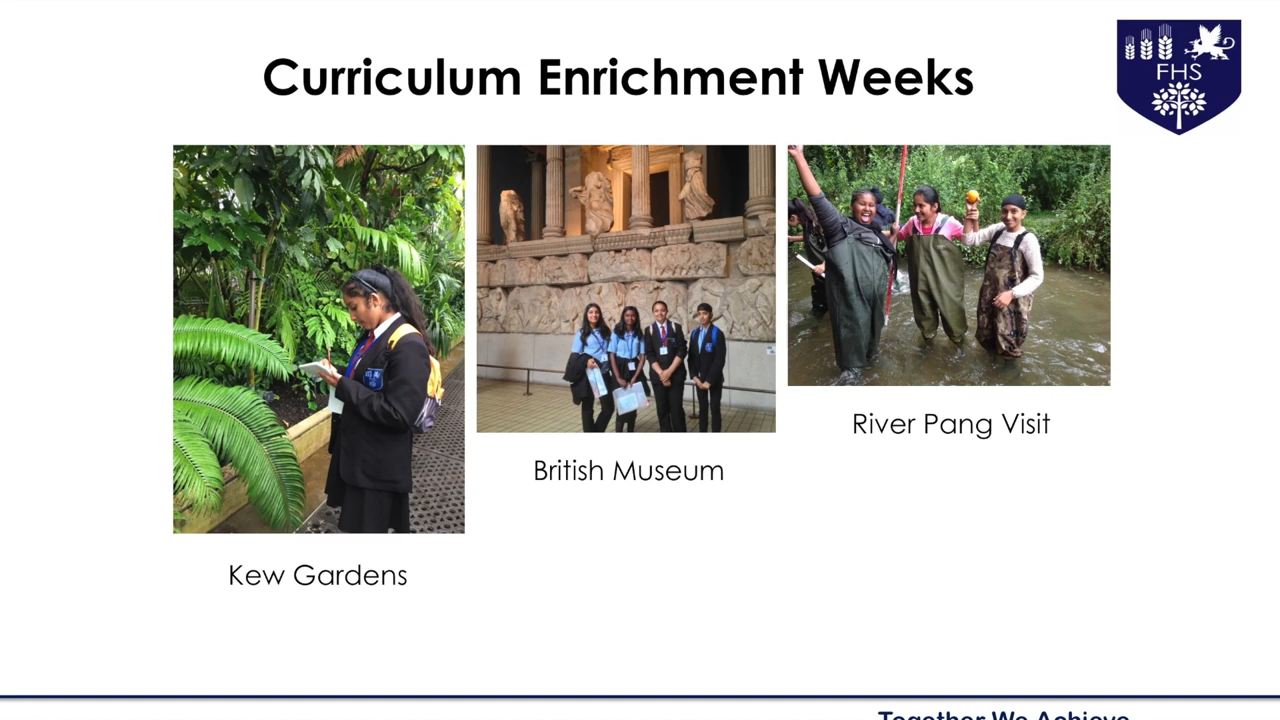 Curriculum Enrichment Weeks
FHS
Kew Gardens
British Museum
River Pang Visit
Together We Achieve